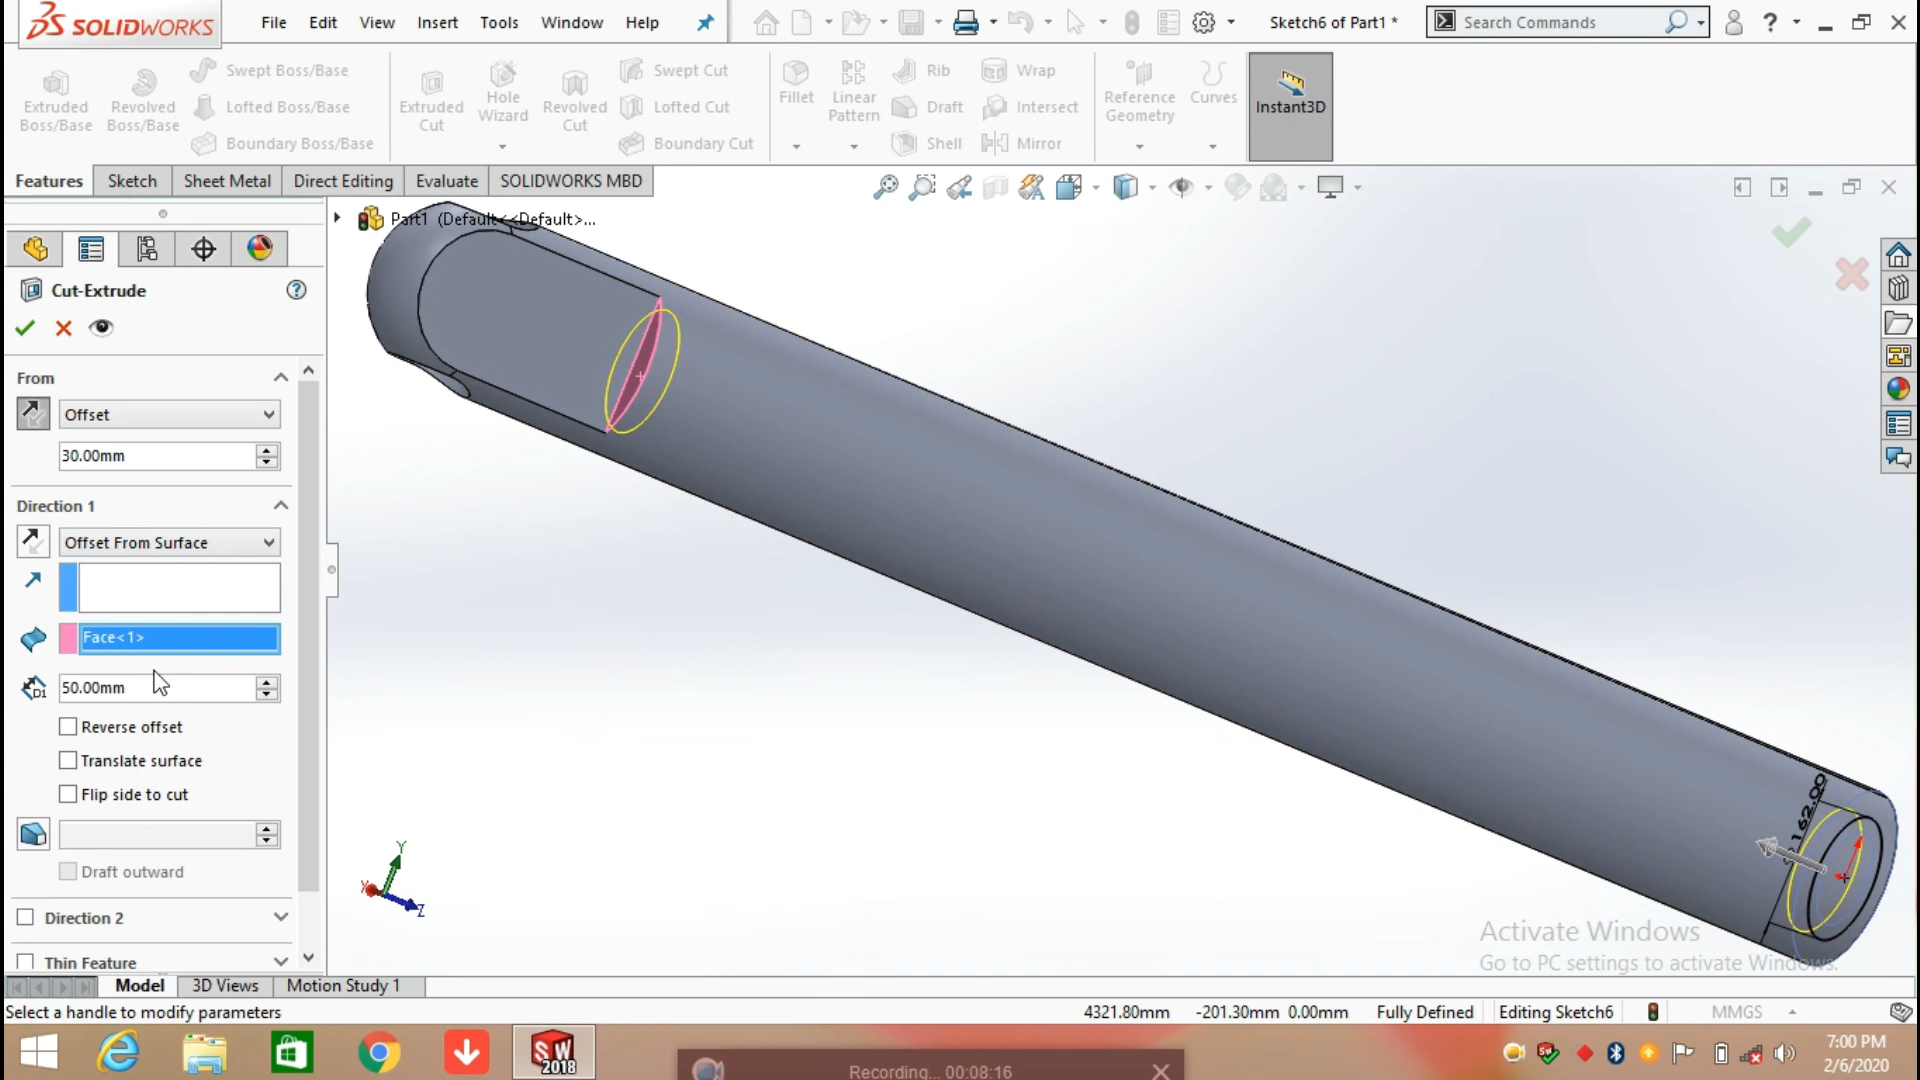 SOLIDWORKS File Edit View Insert Tools Window Help Sketch6 of Part1 * Search Commands
Extruded Boss/Base
Revolved Boss/Base
Swept Boss/Base
Lofted Boss/Base
Boundary Boss/Base
Extruded Cut
Hole Wizard
Revolved Cut
Swept Cut
Lofted Cut
Boundary Cut
Fillet
Linear Pattern
Rib
Draft
Shell
Wrap
Intersect
Mirror
Reference Geometry
Curves
Instant3D
Features Sketch Sheet Metal Direct Editing Evaluate SOLIDWORKS MBD
Part1 (Default<<Default>...
Cut-Extrude
From
Offset
30.00mm
Direction 1
Offset From Surface
Face<1>
D1 50.00mm
Reverse offset
Translate surface
Flip side to cut
Draft outward
Direction 2
Thin Feature
Y
X
Z
162.00
Activate Windows
Go to PC settings to activate Windows.
Model 3D Views Motion Study 1
Select a handle to modify parameters 4321.80mm -201.30mm 0.00mm Fully Defined Editing Sketch6 MMGS
SW 2018
Recording... 00:08:16
7:00 PM
2/6/2020